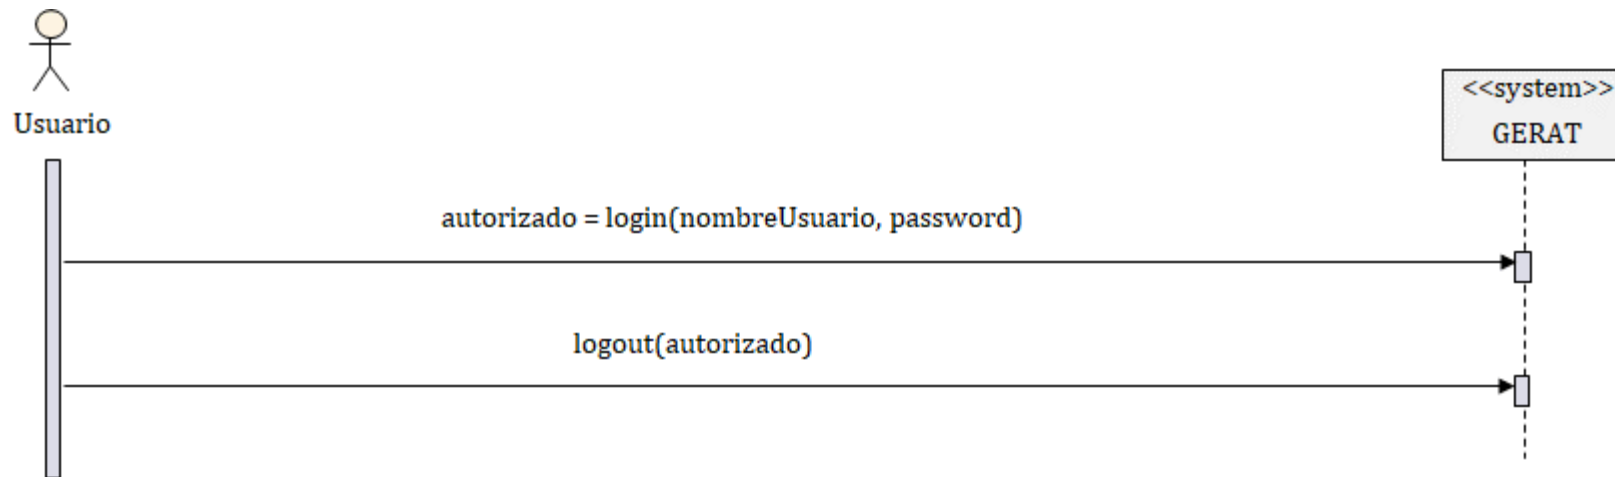 <<system>>
GERAT
Usuario
autorizado = login(nombreUsuario, password)
logout(autorizado)